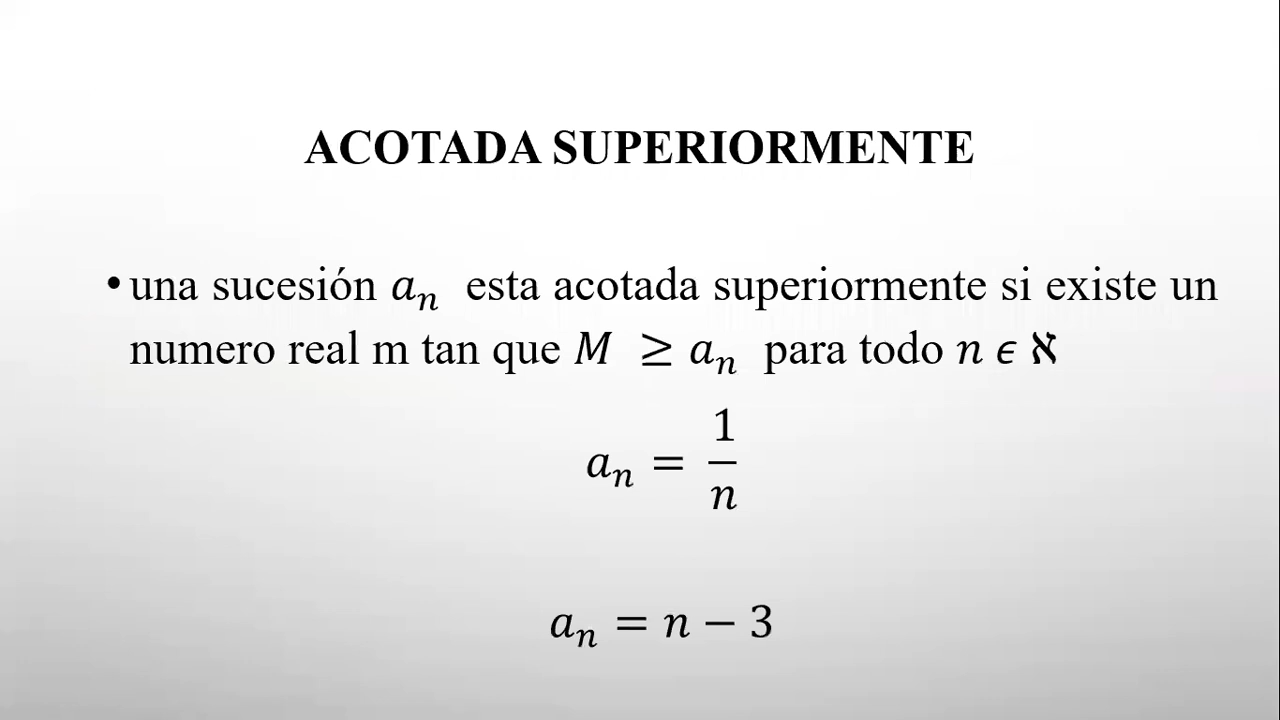 ACOTADA SUPERIORMENTE
• una sucesión aₙ esta acotada superiormente si existe un
numero real m tan que M ≥ aₙ para todo n ϵ ℵ
aₙ = 1/n
aₙ = n − 3